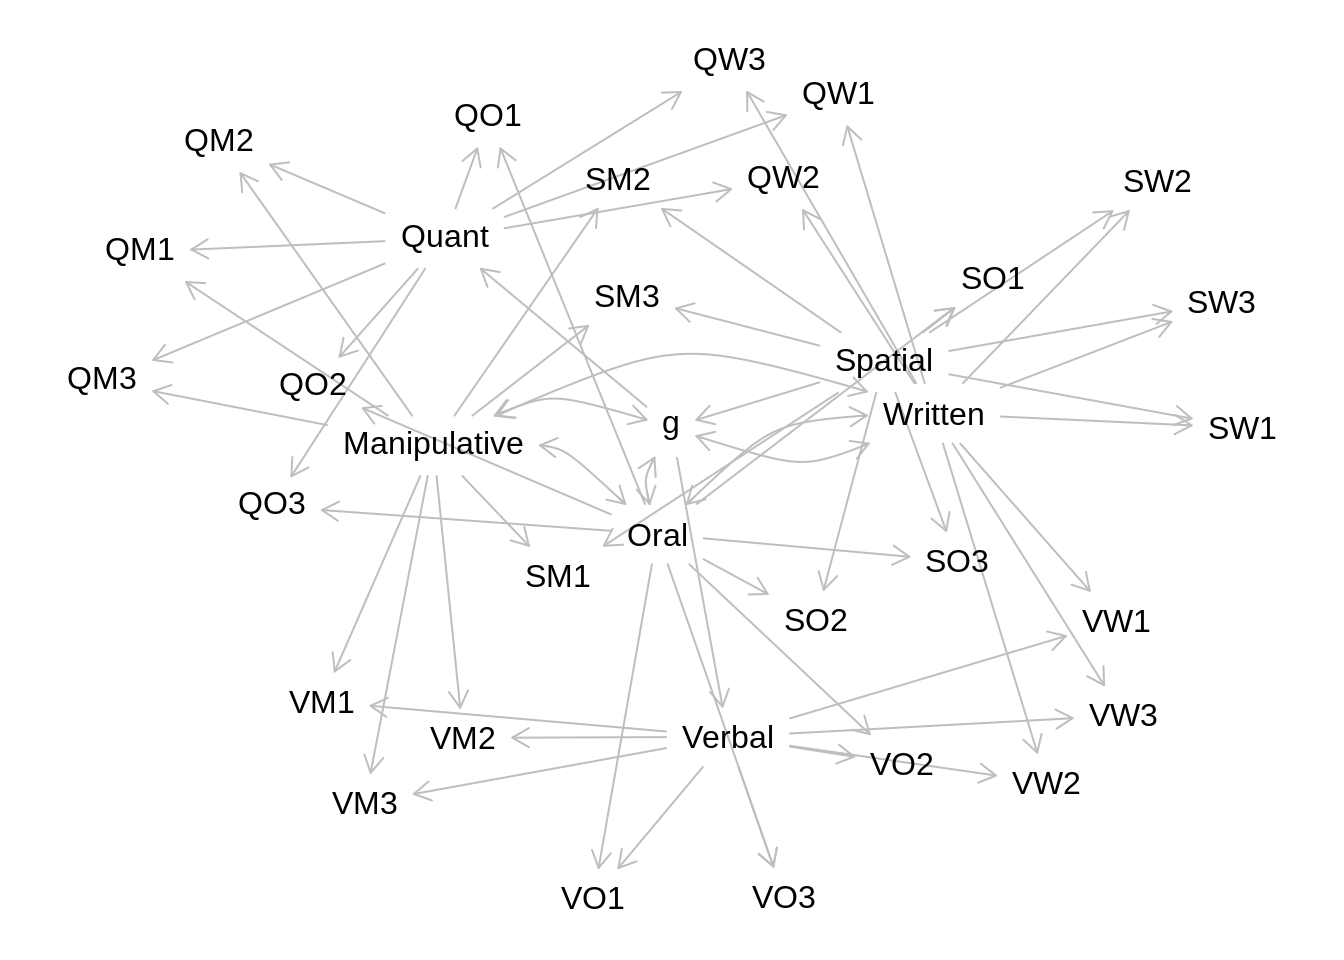 QW3
QW1
QO1
QM2
SM2
QW2
SW2
Quant
QM1
SO1
SM3
SW3
Spatial
QM3
QO2
Written
g
SW1
Manipulative
QO3
Oral
SO3
SM1
SO2
VW1
VM1
VW3
VM2
Verbal
VO2
VW2
VM3
VO1
VO3